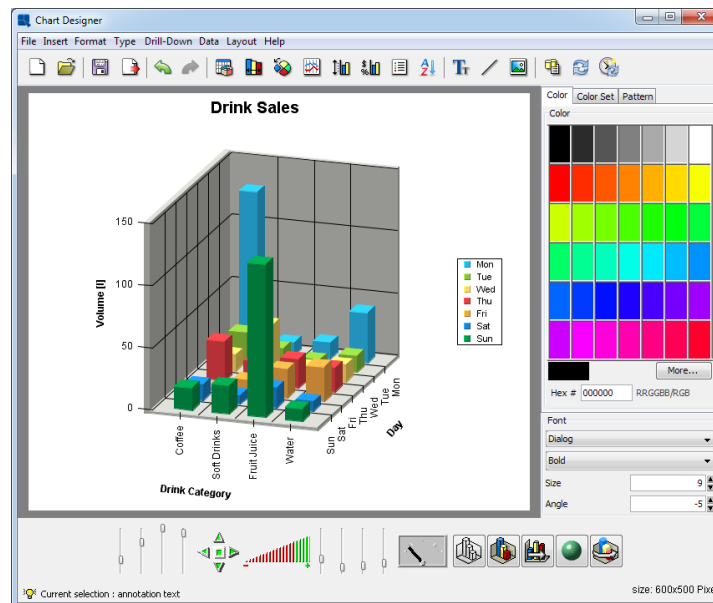 Chart Designer
File Insert Format Type Drill-Down Data Layout Help
Color Color Set Pattern
Color
Drink Sales
150
100
50
0
Volume [l]
Mon
Tue
Wed
Thu
Fri
Sat
Sun
Coffee
Soft Drinks
Fruit Juice
Water
Sun
Sat
Fri
Thu
Wed
Tue
Mon
Day
Drink Category
More...
Hex # 000000 RRGGBB/RGB
Font
Dialog
Bold
Size 9
Angle -5
Current selection : annotation text
size: 600x500 Pixe